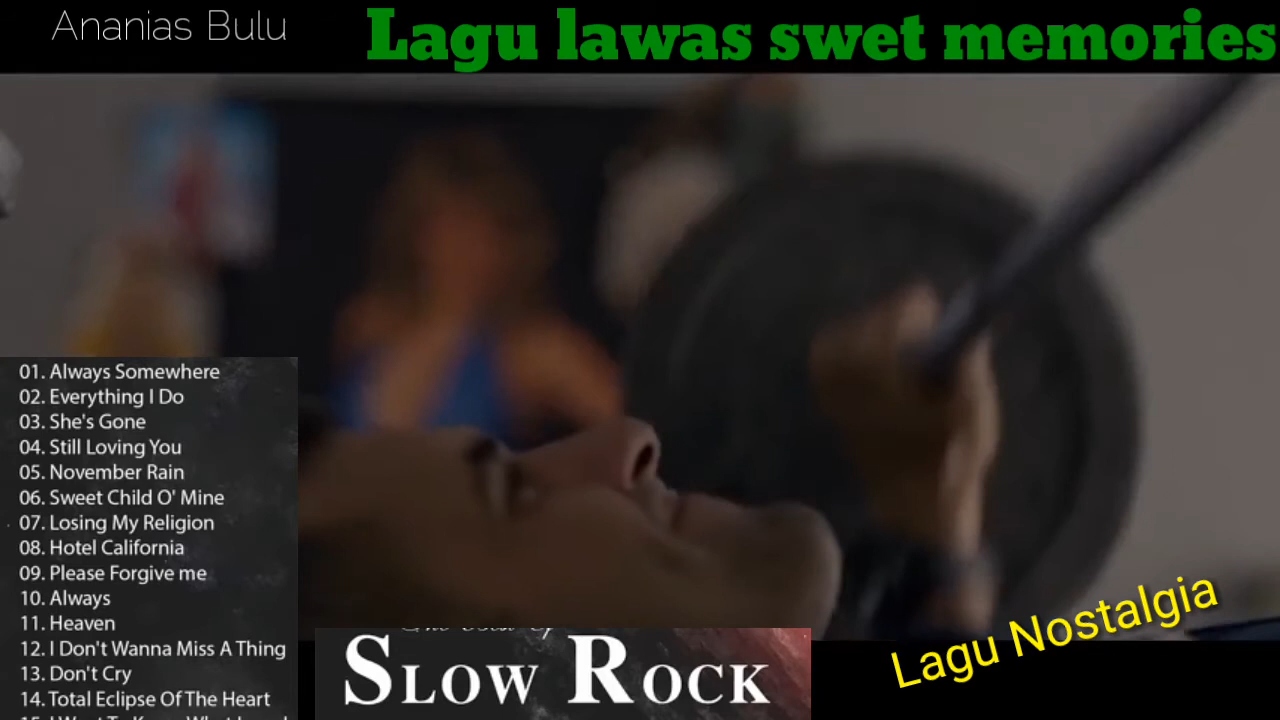 Ananias Bulu
Lagu lawas swet memories
01. Always Somewhere
02. Everything I Do
03. She's Gone
04. Still Loving You
05. November Rain
06. Sweet Child O' Mine
07. Losing My Religion
08. Hotel California
09. Please Forgive me
10. Always
11. Heaven
12. I Don't Wanna Miss A Thing
13. Don't Cry
14. Total Eclipse Of The Heart
SLOW ROCK
Lagu Nostalgia